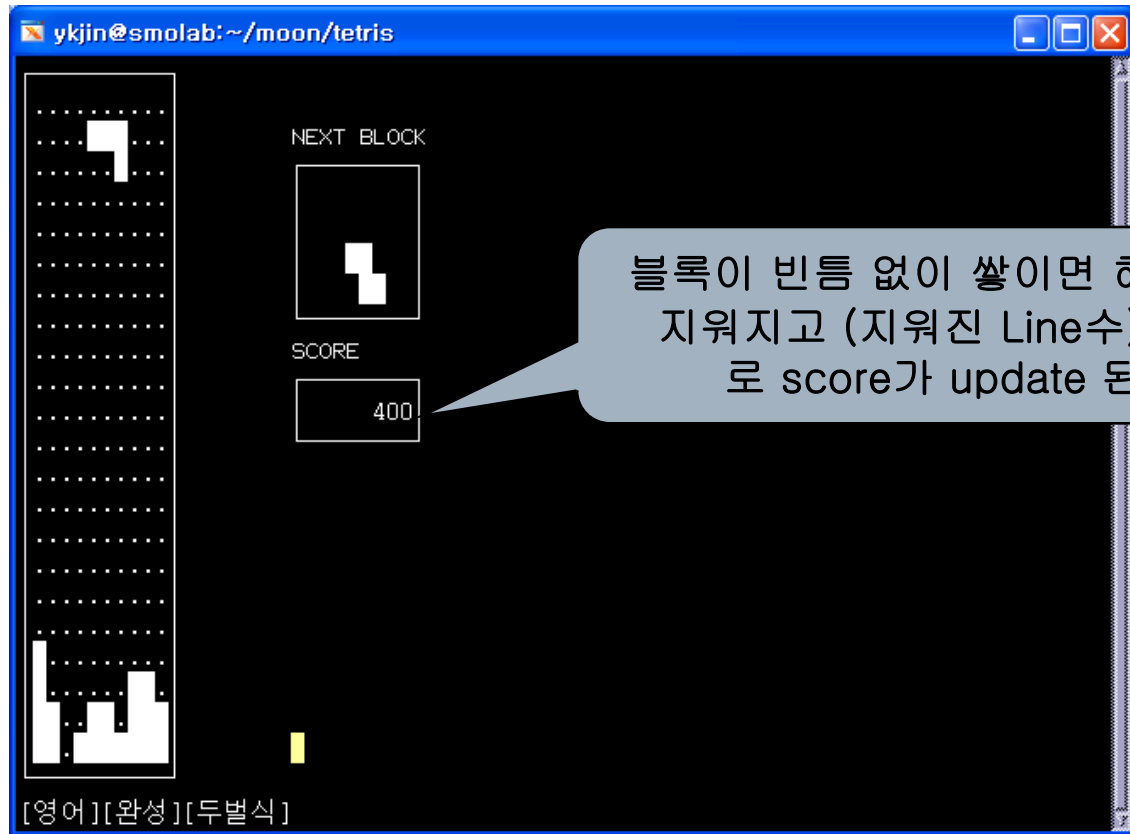 ykjin@smolab:~/moon/tetris
NEXT BLOCK
블록이 빈틈 없이 쌓이면
지워지고 (지워진 Line수)
로 score가 update 된
SCORE
400
[영어][완성][두벌식]